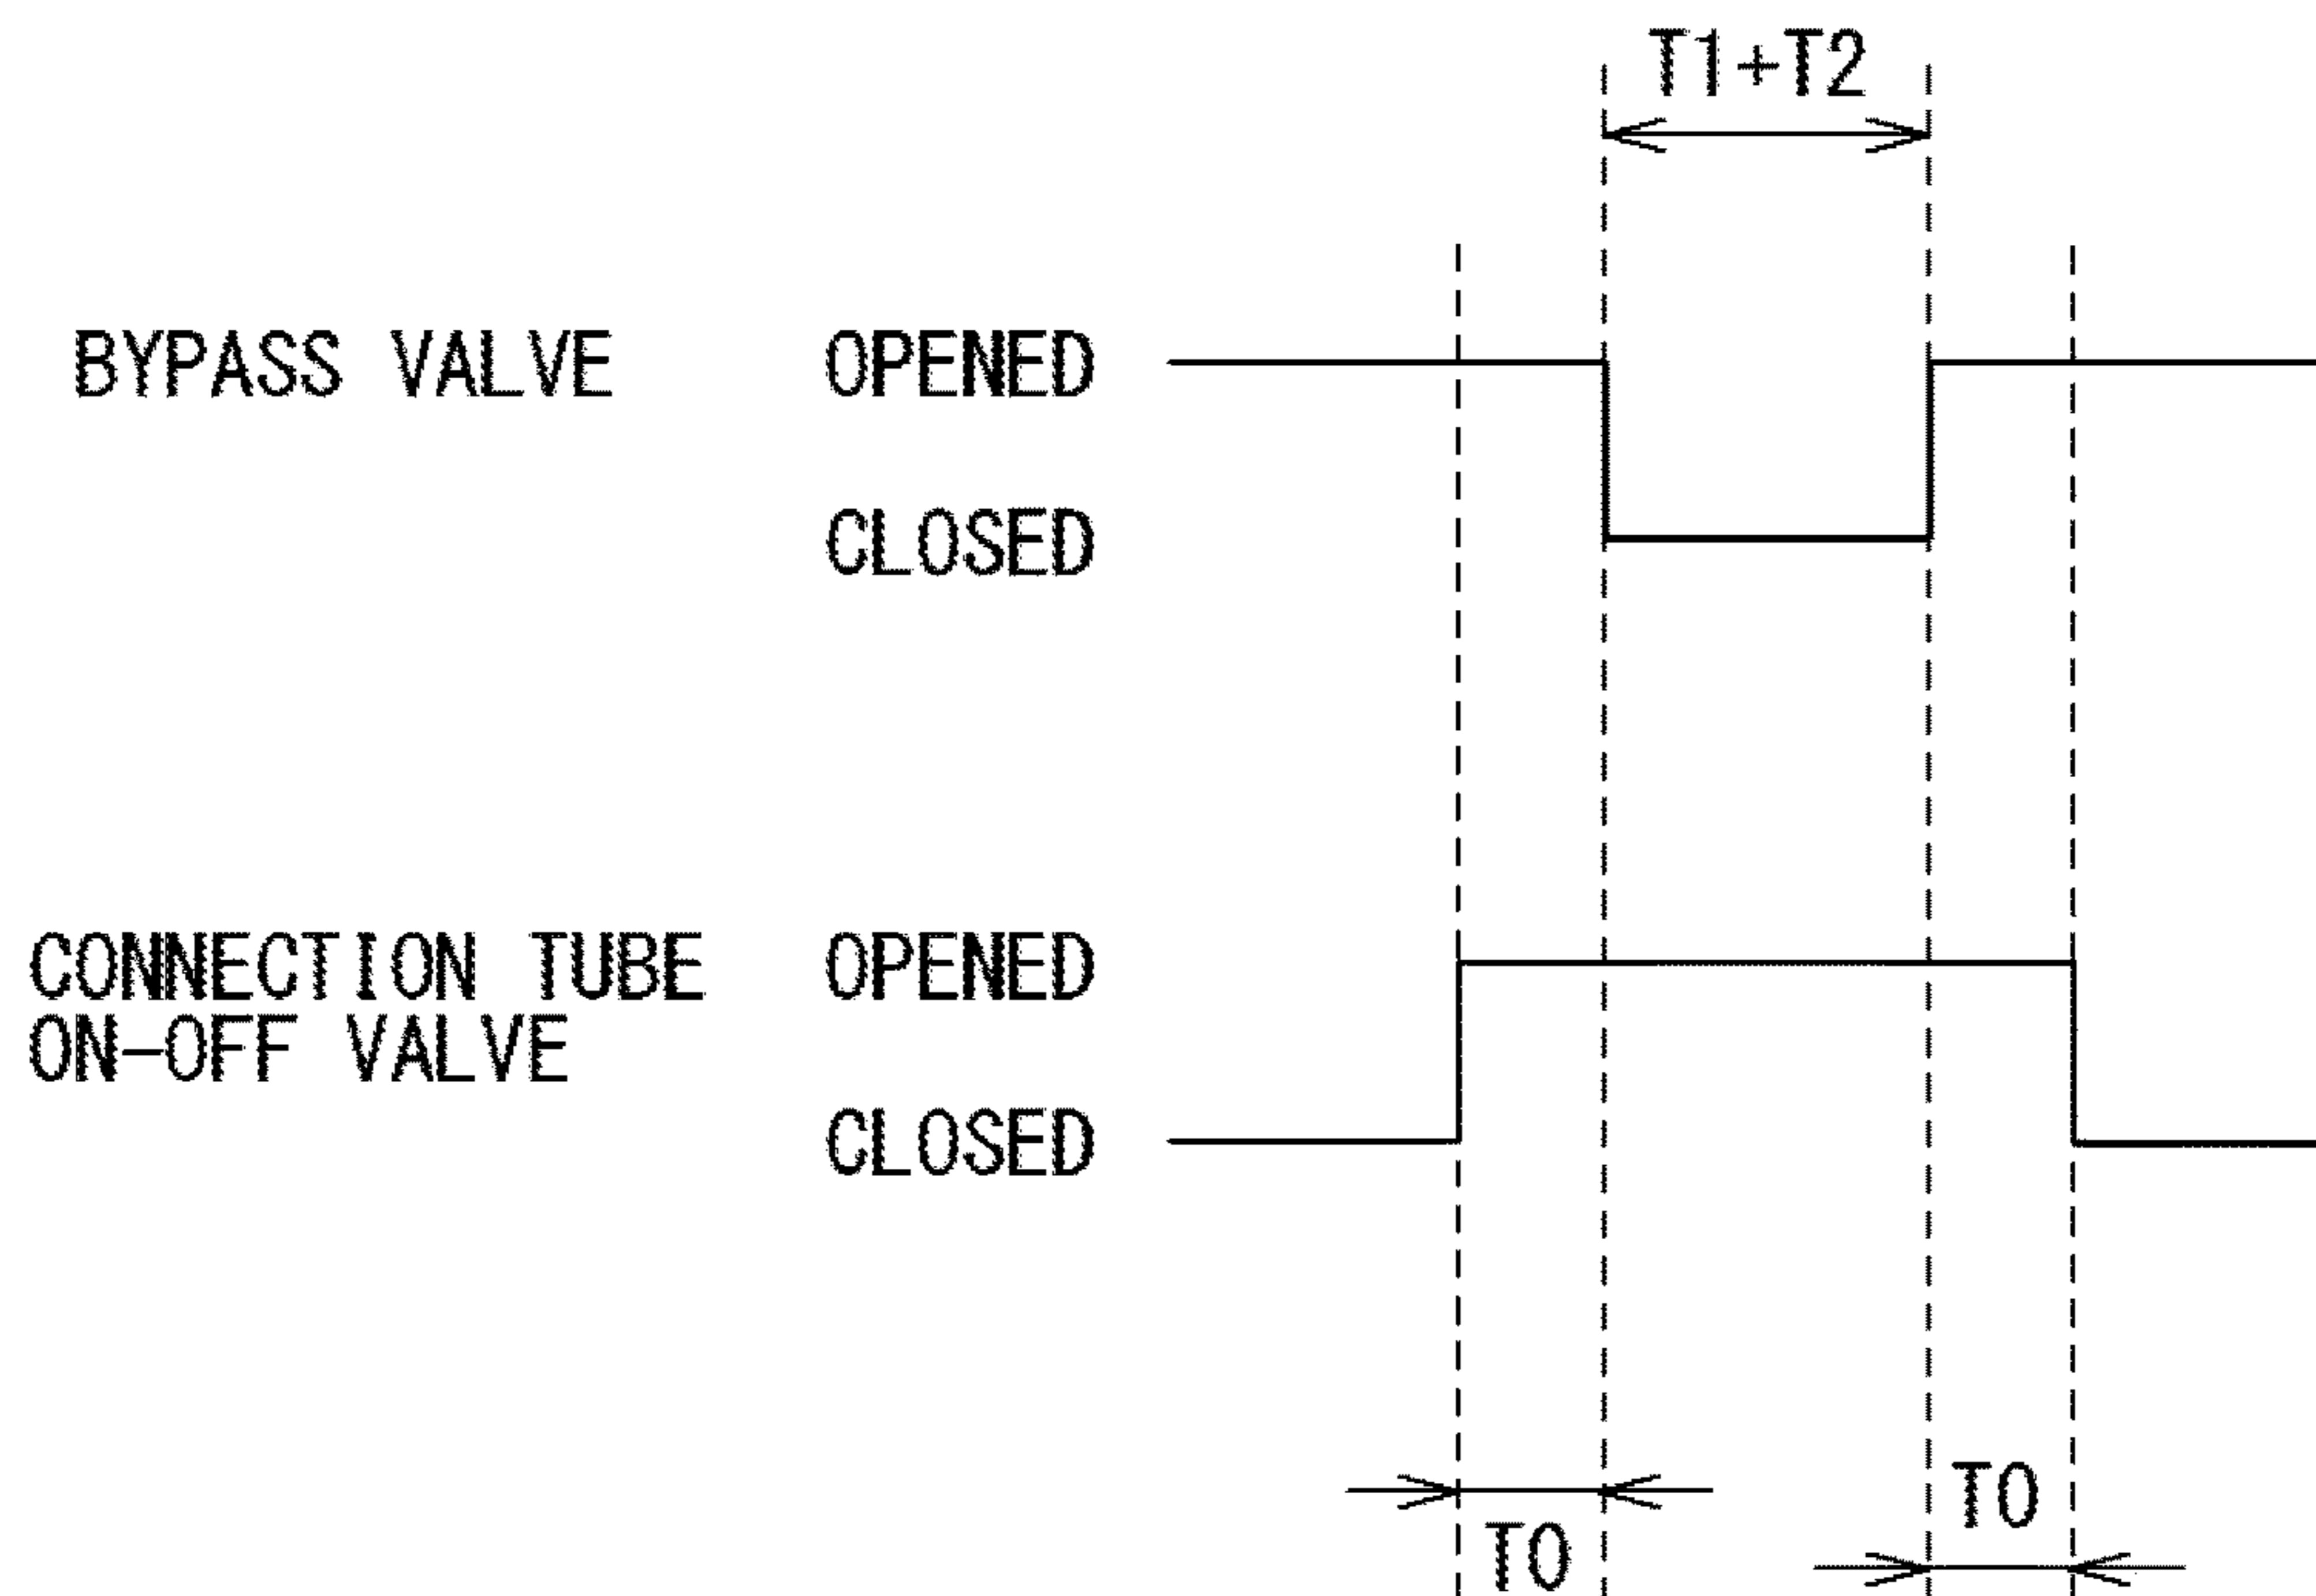 T1+T2
BYPASS VALVE OPENED
CLOSED
CONNECTION TUBE OPENED
ON-OFF VALVE
CLOSED
T0
T0